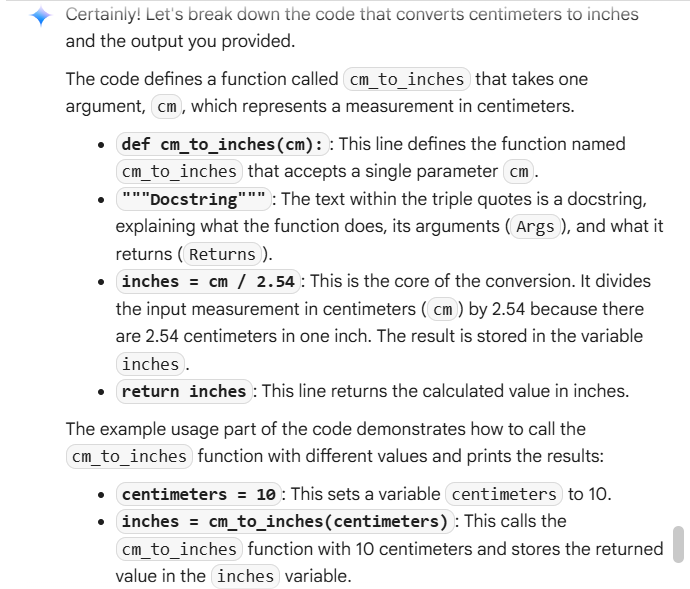 Certainly! Let's break down the code that converts centimeters to inches
and the output you provided.
The code defines a function called cm_to_inches that takes one
argument, cm, which represents a measurement in centimeters.
• def cm_to_inches(cm): : This line defines the function named
cm_to_inches that accepts a single parameter cm.
• """Docstring""": The text within the triple quotes is a docstring,
explaining what the function does, its arguments (Args), and what it
returns (Returns).
• inches = cm / 2.54: This is the core of the conversion. It divides
the input measurement in centimeters (cm) by 2.54 because there
are 2.54 centimeters in one inch. The result is stored in the variable
inches.
• return inches: This line returns the calculated value in inches.
The example usage part of the code demonstrates how to call the
cm_to_inches function with different values and prints the results:
• centimeters = 10: This sets a variable centimeters to 10.
• inches = cm_to_inches(centimeters): This calls the
cm_to_inches function with 10 centimeters and stores the returned
value in the inches variable.